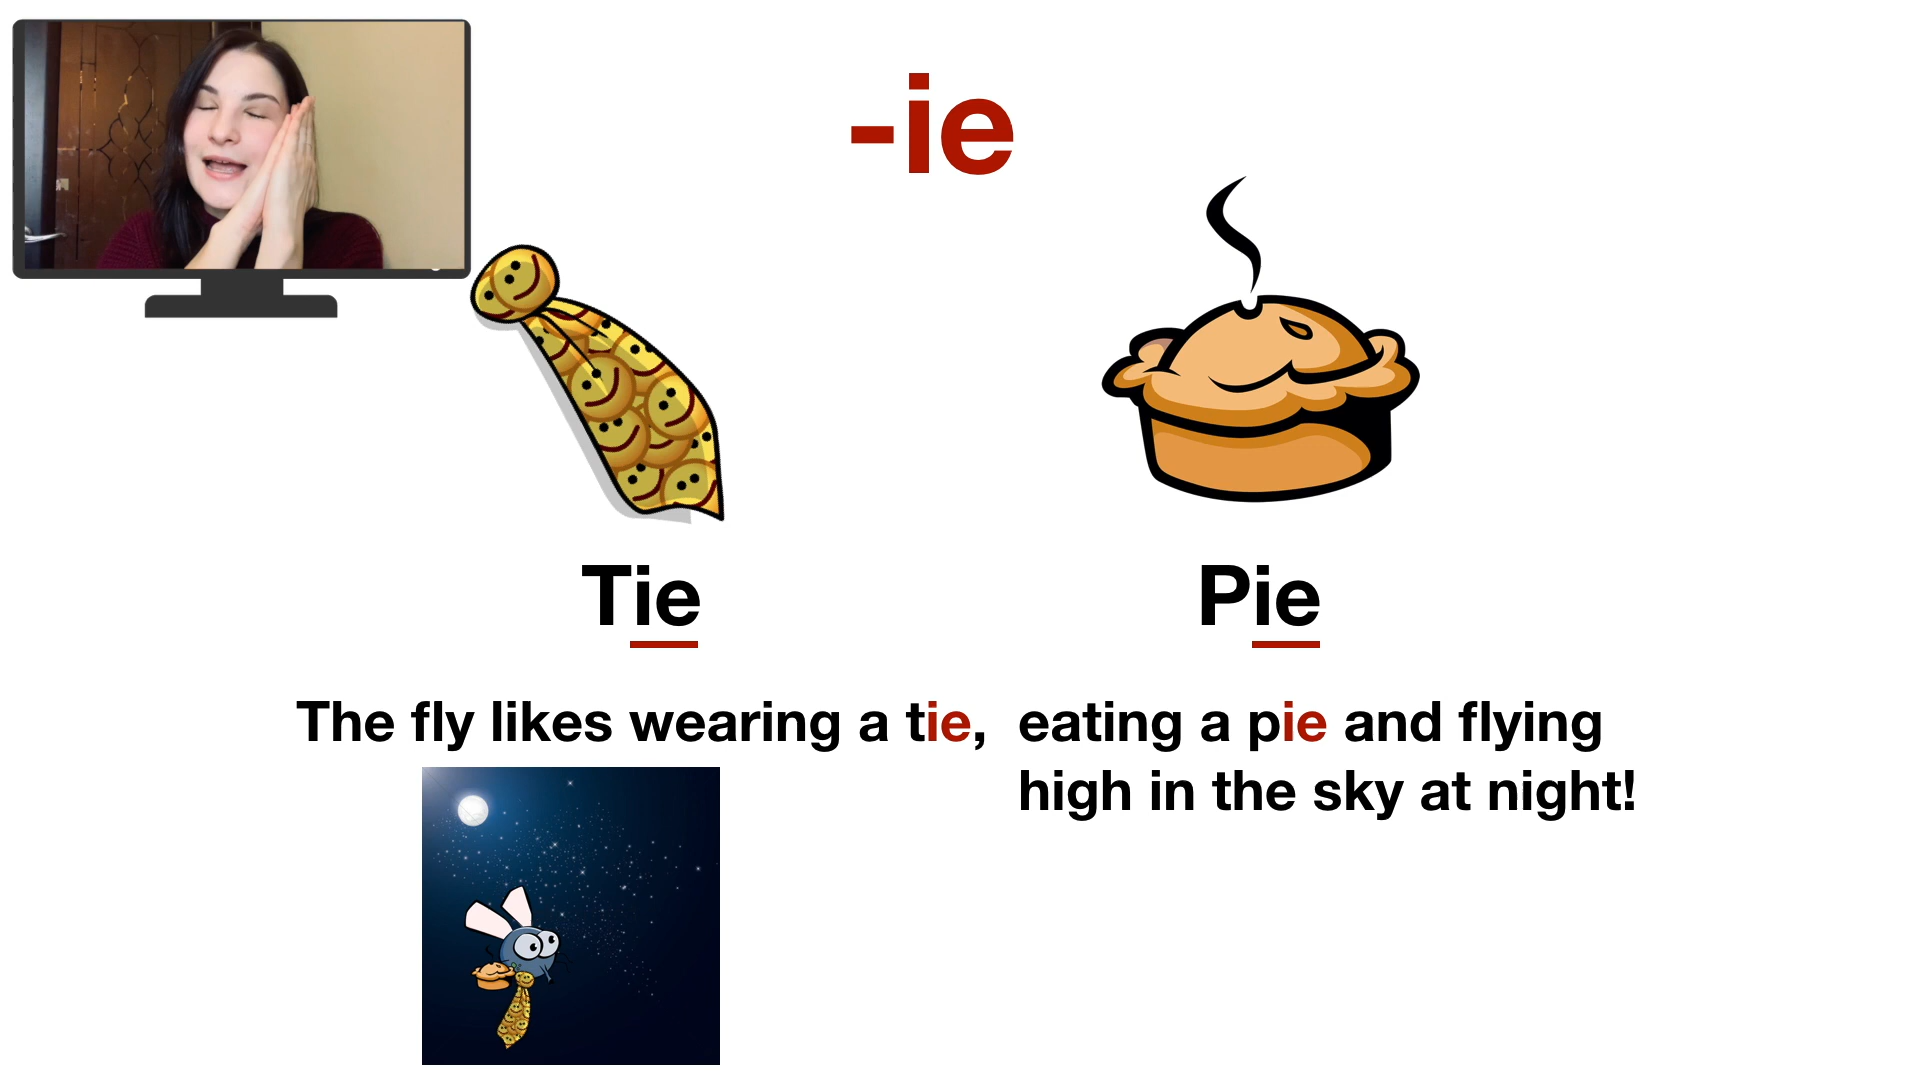 -ie
Tie
Pie
The fly likes wearing a tie, eating a pie and flying
high in the sky at night!